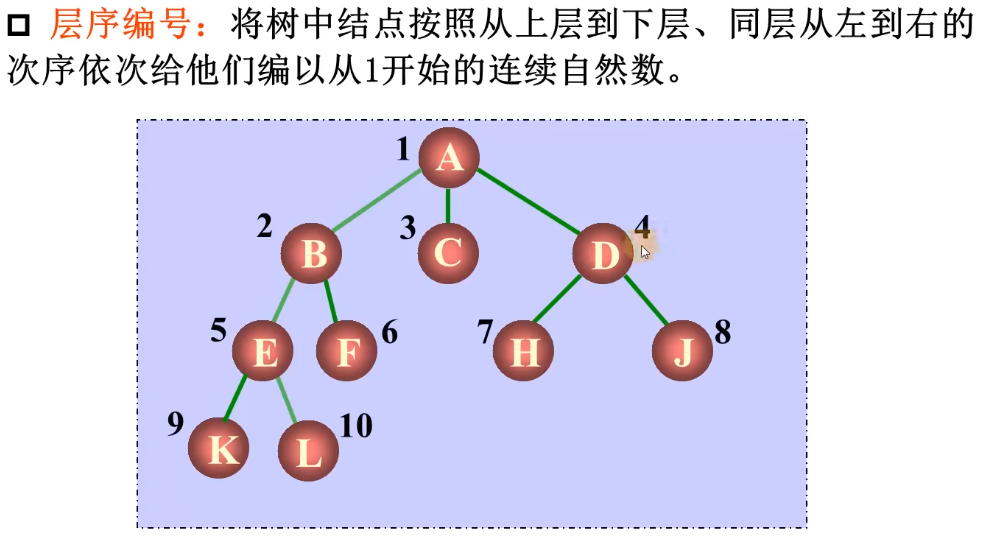 层序编号：将树中结点按照从上层到下层、同层从左到右的
次序依次给他们编以从1开始的连续自然数。
1 A
2 B 3 C D 4
5 E F 6 7 H J 8
9 K L 10